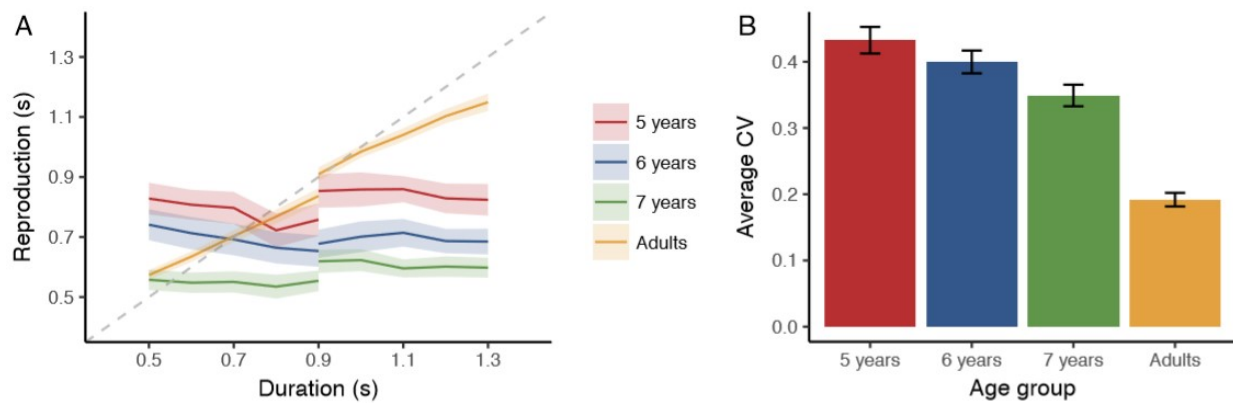 A
Reproduction (s)
1.3
1.1
0.9
0.7
0.5
0.5 0.7 0.9 1.1 1.3
Duration (s)
5 years
6 years
7 years
Adults
B
Average CV
0.4
0.3
0.2
0.1
0.0
5 years 6 years 7 years Adults
Age group